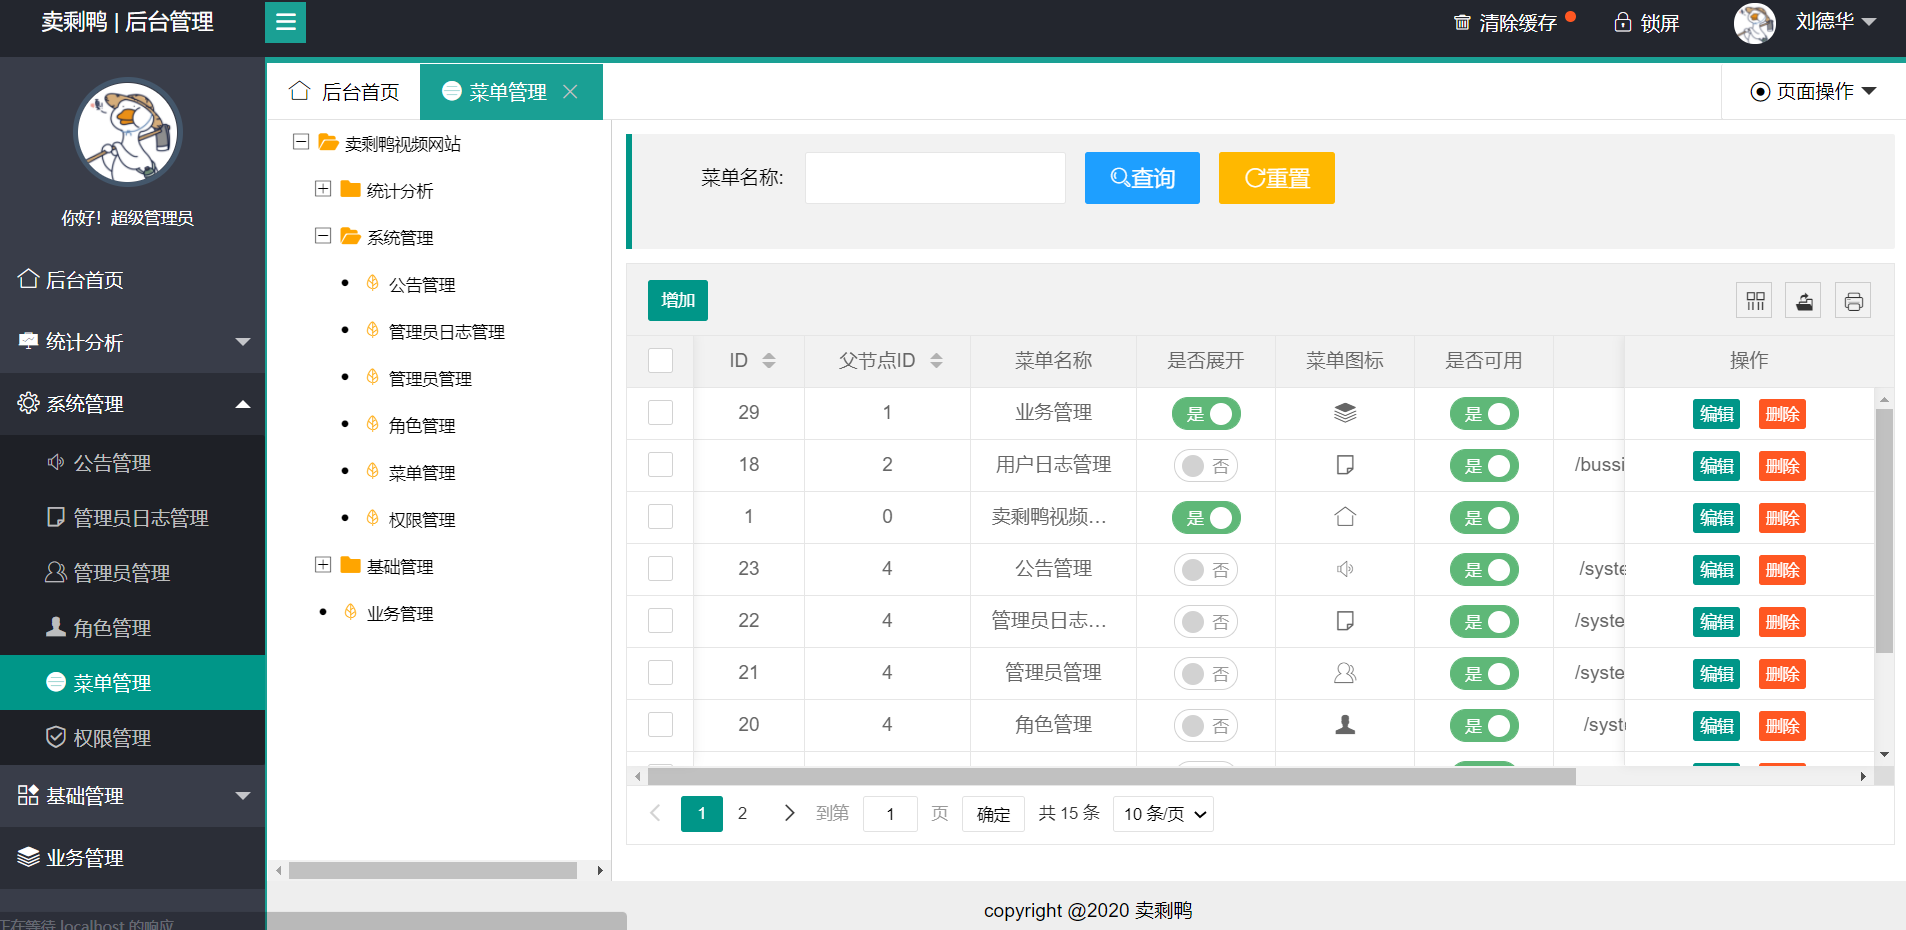 卖剩鸭 | 后台管理
清除缓存
锁屏
刘德华
你好！超级管理员
后台首页
统计分析
系统管理
公告管理
管理员日志管理
管理员管理
角色管理
菜单管理
权限管理
基础管理
业务管理
正在等待 localhost 的响应
后台首页
菜单管理
页面操作
卖剩鸭视频网站
统计分析
系统管理
公告管理
管理员日志管理
管理员管理
角色管理
菜单管理
权限管理
基础管理
业务管理
菜单名称:
查询
重置
增加
ID 父节点ID 菜单名称 是否展开 菜单图标 是否可用 操作
29 1 业务管理 是 是 编辑 删除
18 2 用户日志管理 否 是 /bussi 编辑 删除
1 0 卖剩鸭视频... 是 是 编辑 删除
23 4 公告管理 否 是 /syste 编辑 删除
22 4 管理员日志... 否 是 /syste 编辑 删除
21 4 管理员管理 否 是 /syste 编辑 删除
20 4 角色管理 否 是 /syst 编辑 删除
1 2 到第 1 页 确定 共 15 条 10 条/页
copyright @2020 卖剩鸭